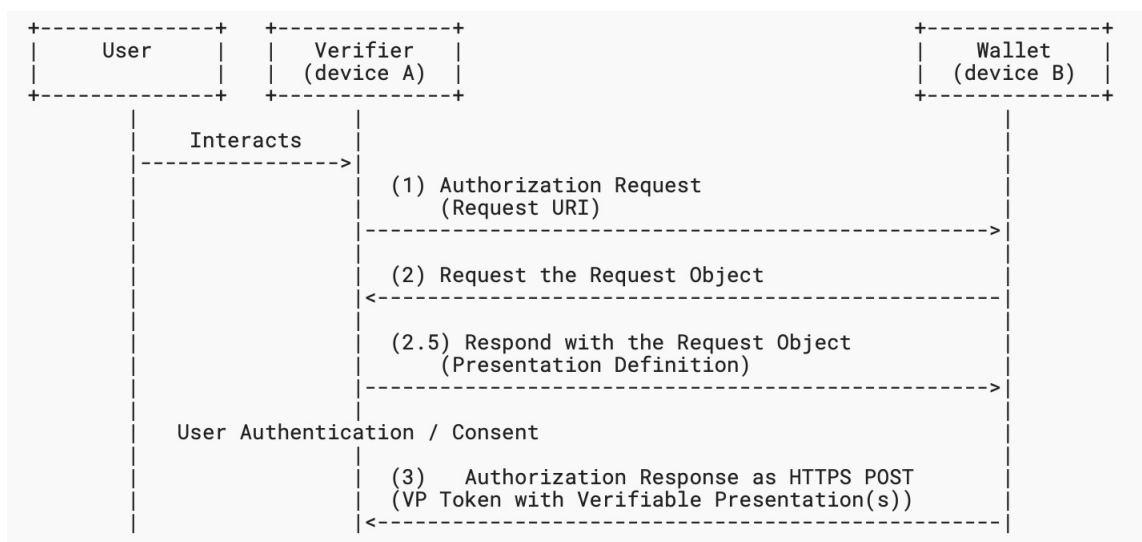 User Verifier Wallet
(device A) (device B)
Interacts
(1) Authorization Request
(Request URI)
(2) Request the Request Object
(2.5) Respond with the Request Object
(Presentation Definition)
User Authentication / Consent
(3) Authorization Response as HTTPS POST
(VP Token with Verifiable Presentation(s))